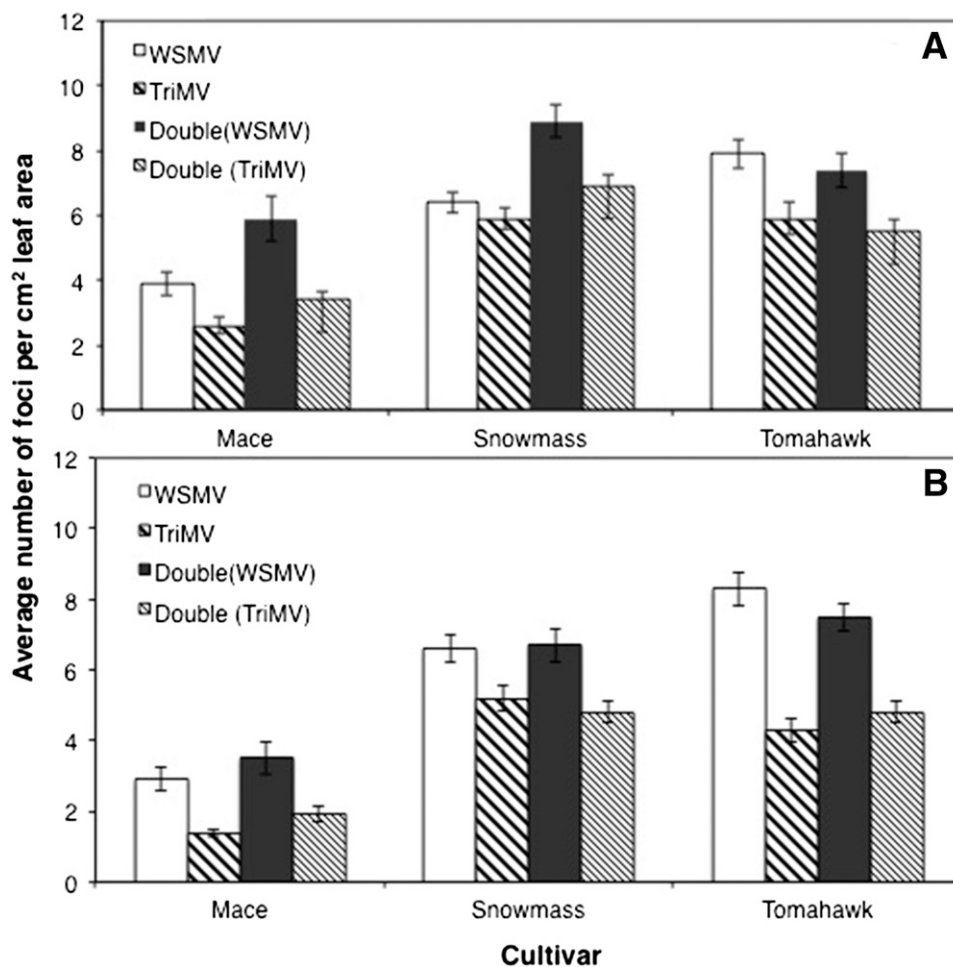 Average number of foci per cm² leaf area
A
12
10
8
6
4
2
0
WSMV
TriMV
Double(WSMV)
Double (TriMV)
Mace Snowmass Tomahawk
B
12
10
8
6
4
2
0
WSMV
TriMV
Double(WSMV)
Double (TriMV)
Mace Snowmass Tomahawk
Cultivar